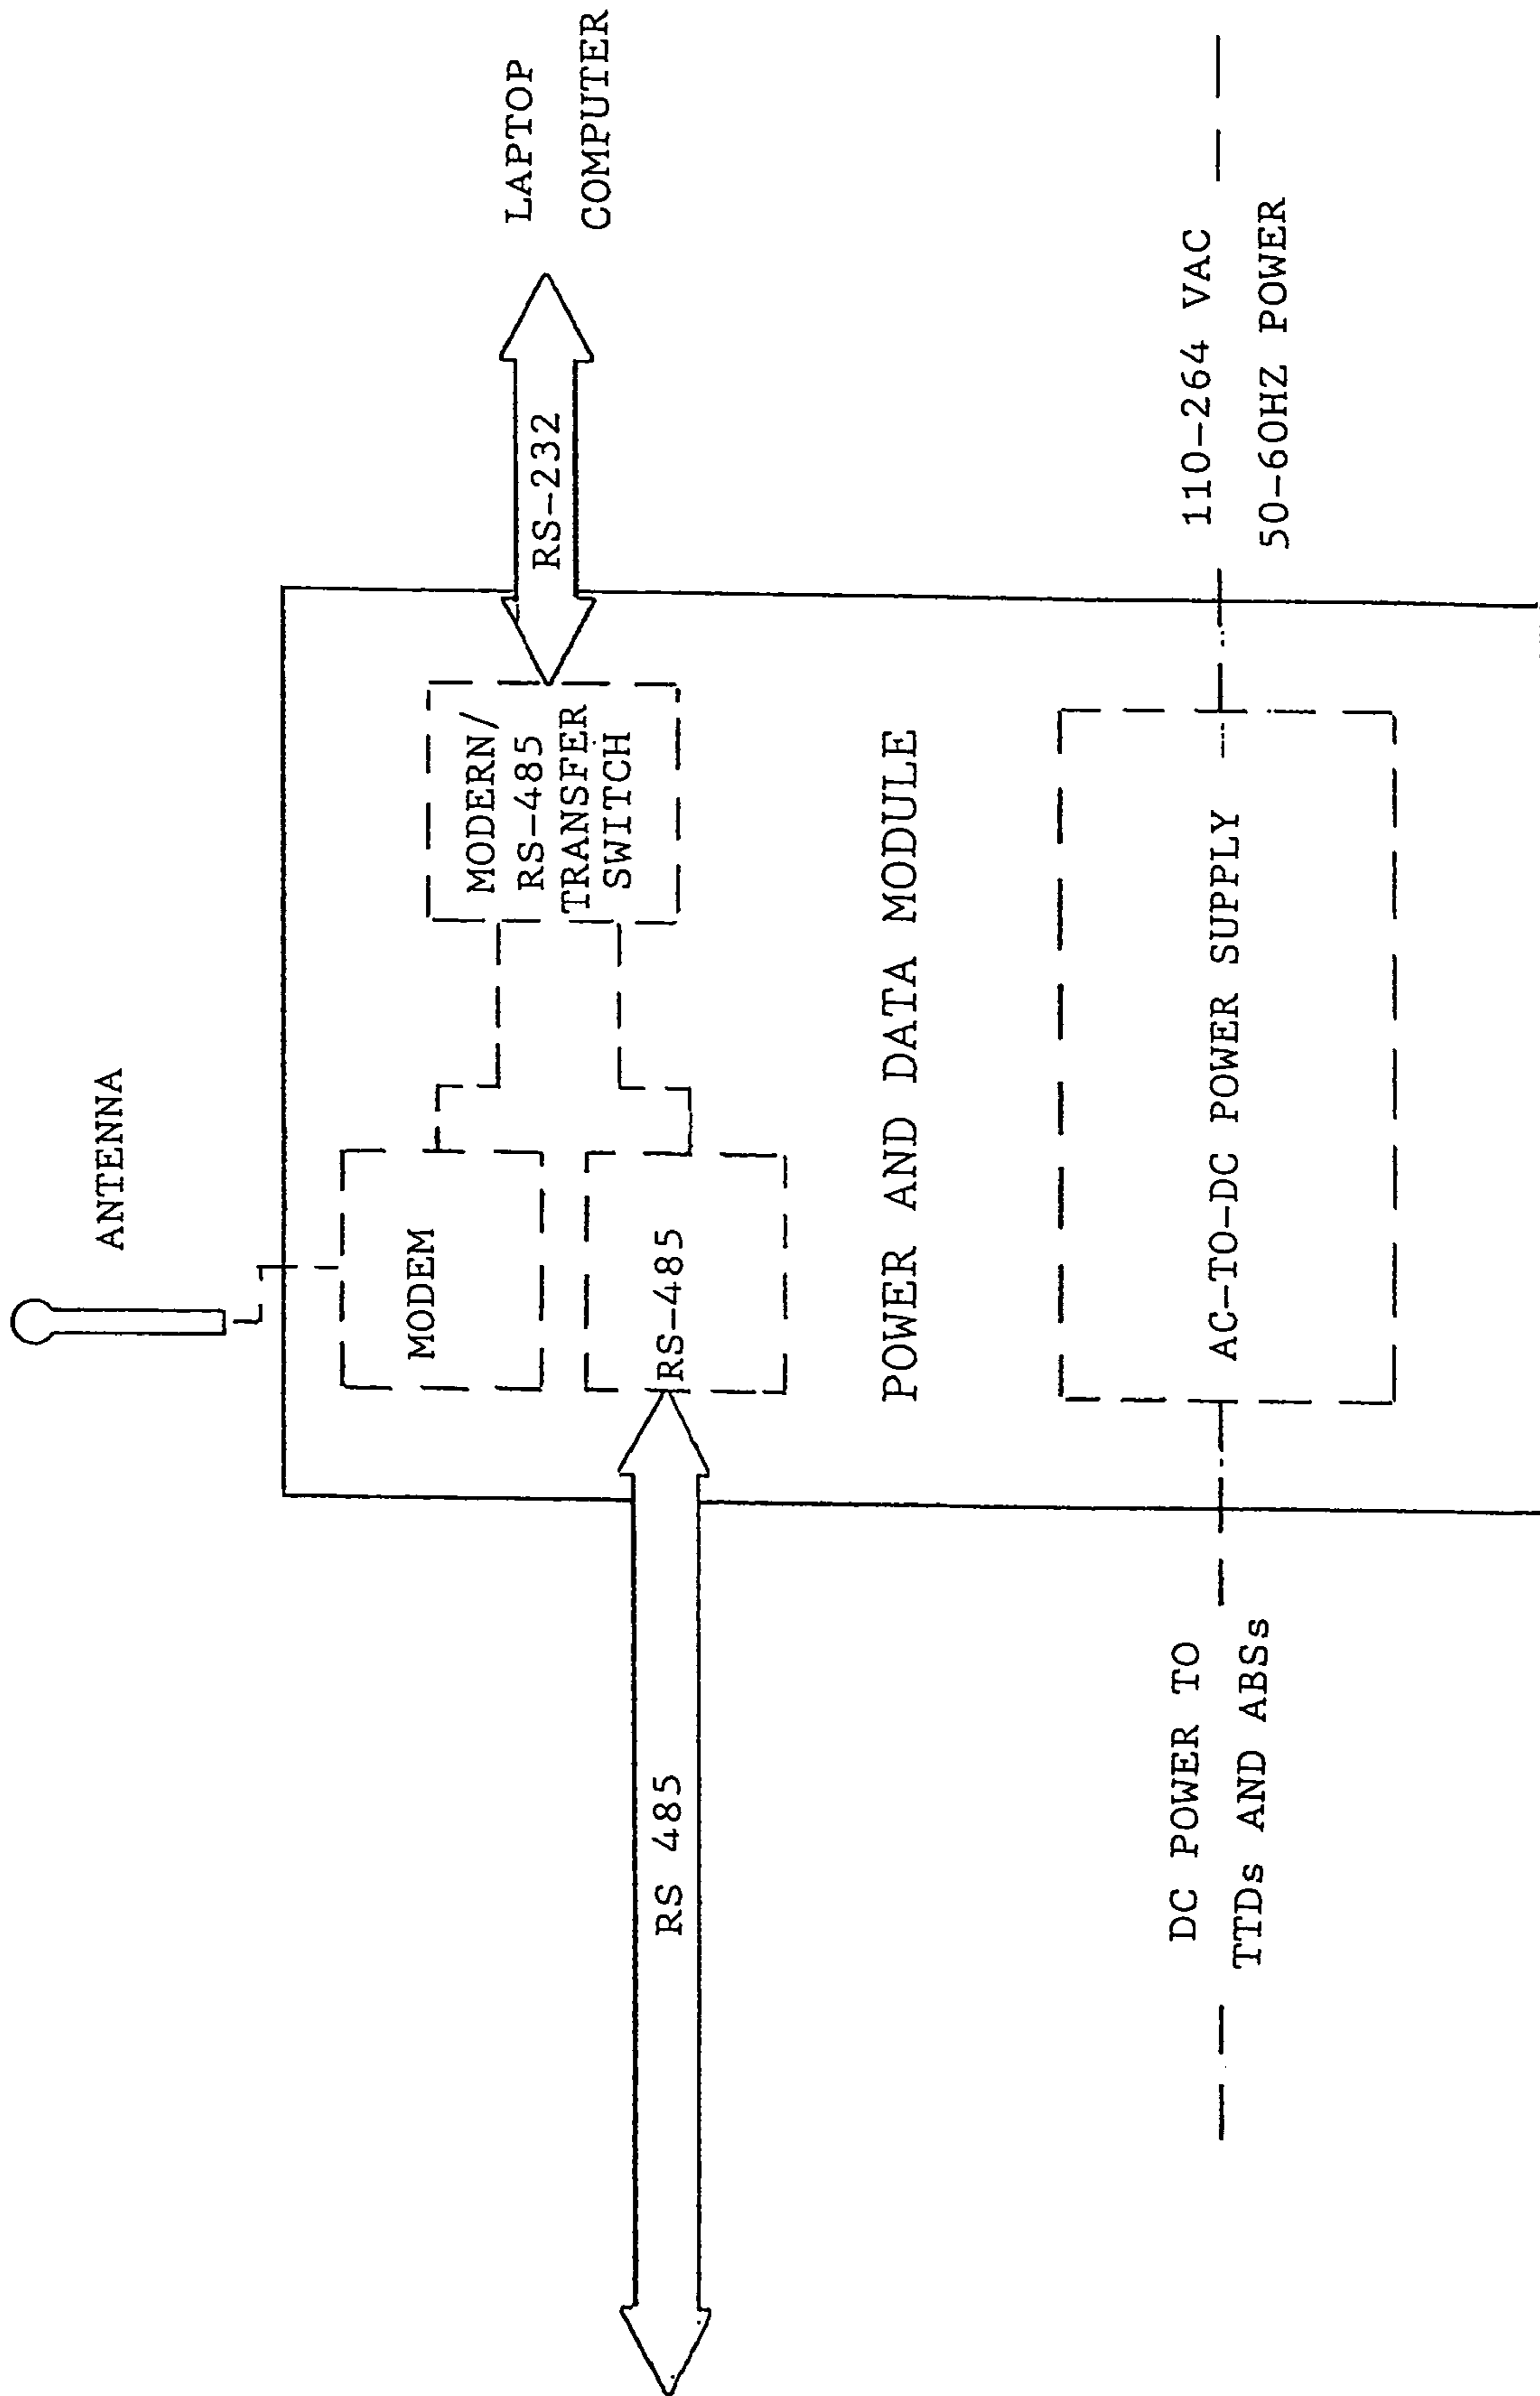 ANTENNA
LAPTOP
COMPUTER
RS-232
MODERN/
RS-485
TRANSFER
SWITCH
MODEM
RS-485
RS 485
POWER AND DATA MODULE
110-264 VAC
50-60HZ POWER
AC-TO-DC POWER SUPPLY
DC POWER TO
TTDs AND ABSs